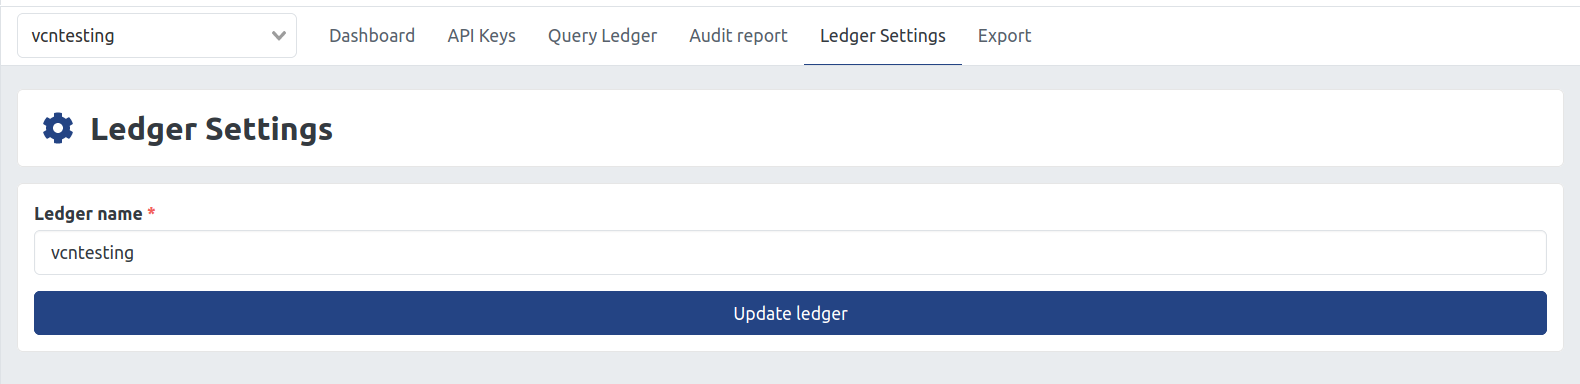 vcntesting Dashboard API Keys Query Ledger Audit report Ledger Settings Export
Ledger Settings
Ledger name *
vcntesting
Update ledger